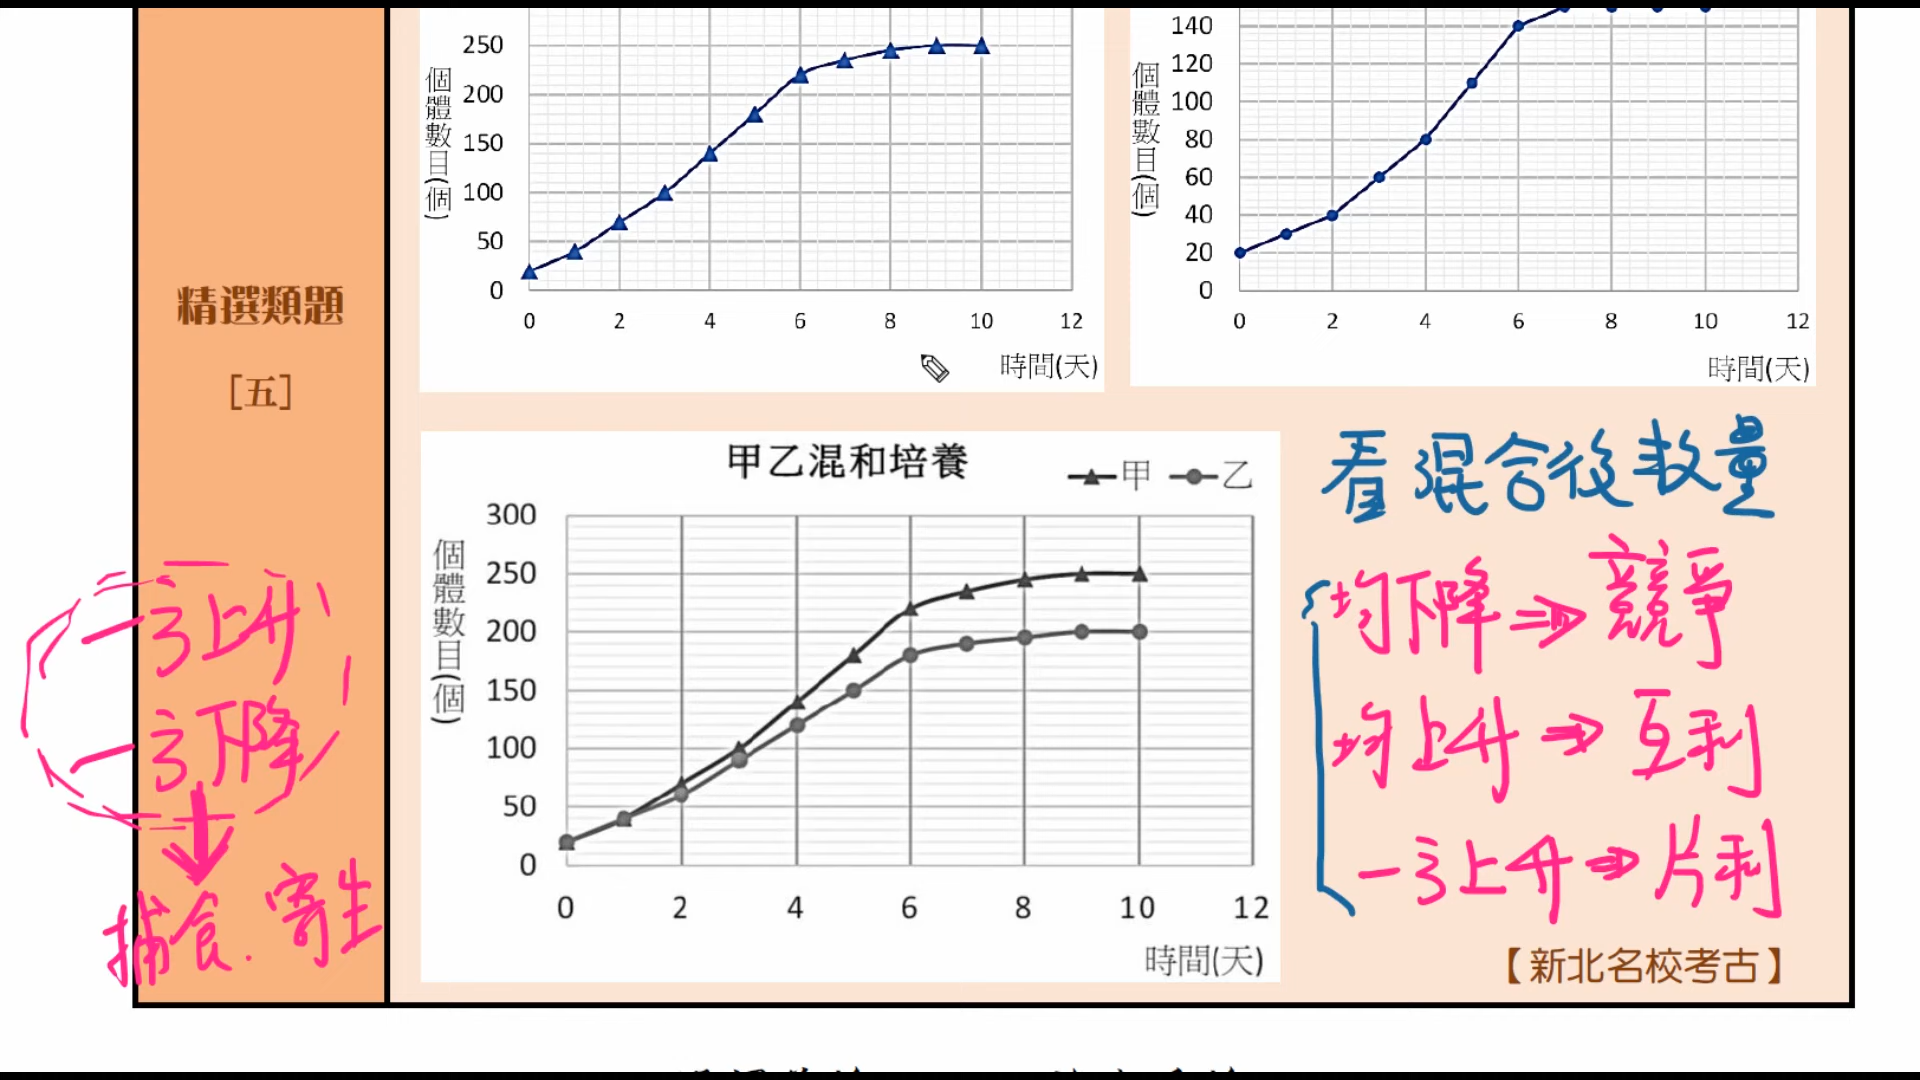 精選類題
[五]
250
200
150
100
50
0
個體數目(個)
0 2 4 6 8 10 12
時間(天)
140
120
100
80
60
40
20
0
個體數目(個)
0 2 4 6 8 10 12
時間(天)
甲乙混和培養
甲 乙
300
250
200
150
100
50
0
個體數目(個)
0 2 4 6 8 10 12
時間(天)
看混合後數量
均下降⇒競爭
均上升⇒互利
一方上升⇒片利
【新北名校考古】
一方上升
一方下降
捕食.寄生